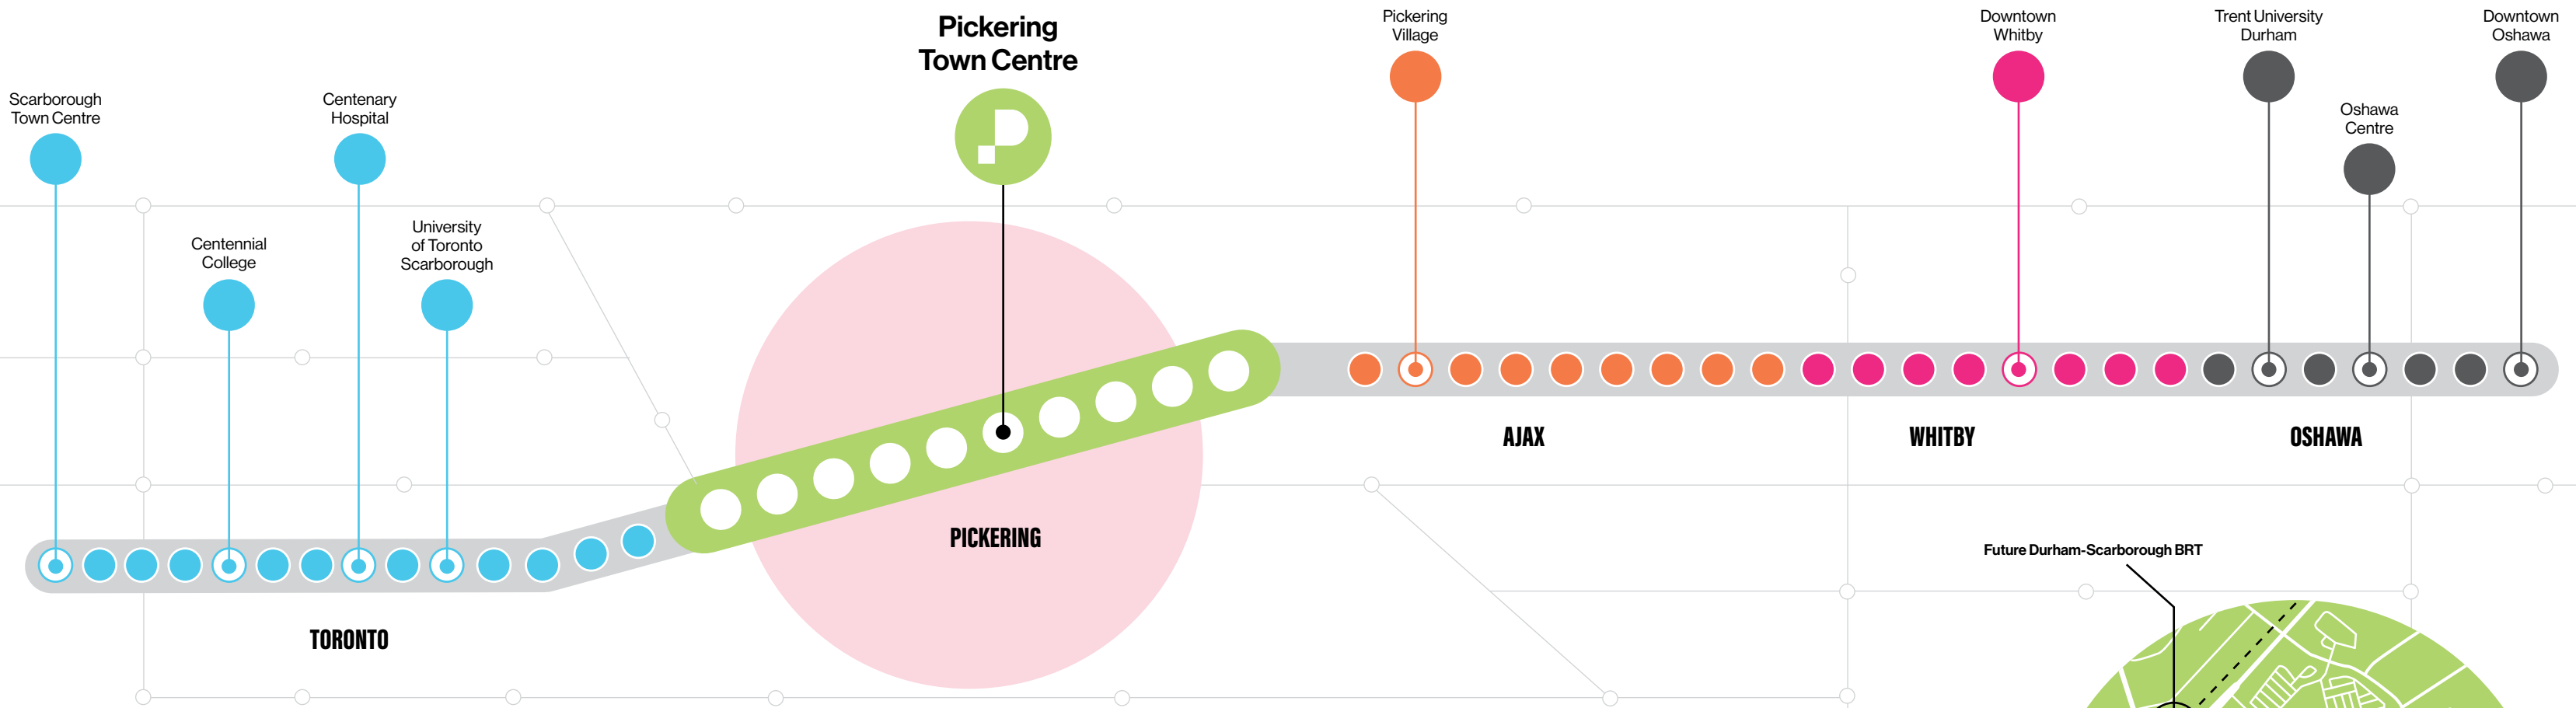 Pickering
Town Centre
Pickering
Village
Downtown
Whitby
Trent University
Durham
Downtown
Oshawa
Scarborough
Town Centre
Centenary
Hospital
Oshawa
Centre
Centennial
College
University
of Toronto
Scarborough
AJAX
WHITBY
OSHAWA
PICKERING
Future Durham-Scarborough BRT
TORONTO